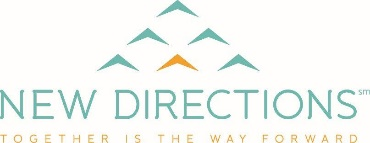 NEW DIRECTIONS℠
TOGETHER IS THE WAY FORWARD